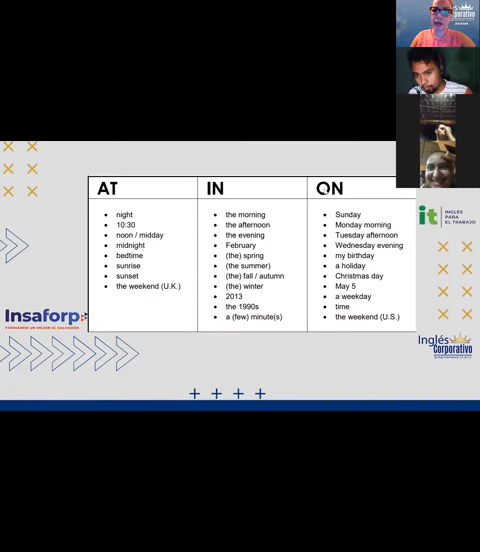 Corporativo
AT
night
10:30
noon / midday
midnight
bedtime
sunrise
sunset
the weekend (U.K.)
IN
the morning
the afternoon
the evening
February
(the) spring
(the summer)
(the) fall / autumn
(the) winter
2013
the 1990s
a (few) minute(s)
ON
Sunday
Monday morning
Tuesday afternoon
Wednesday evening
my birthday
a holiday
Christmas day
May 5
a weekday
time
the weekend (U.S.)
it INGLÉS
PARA
EL TRABAJO
Insaforp
FORMANDO UN MEJOR EL SALVADOR
Inglés
Corporativo